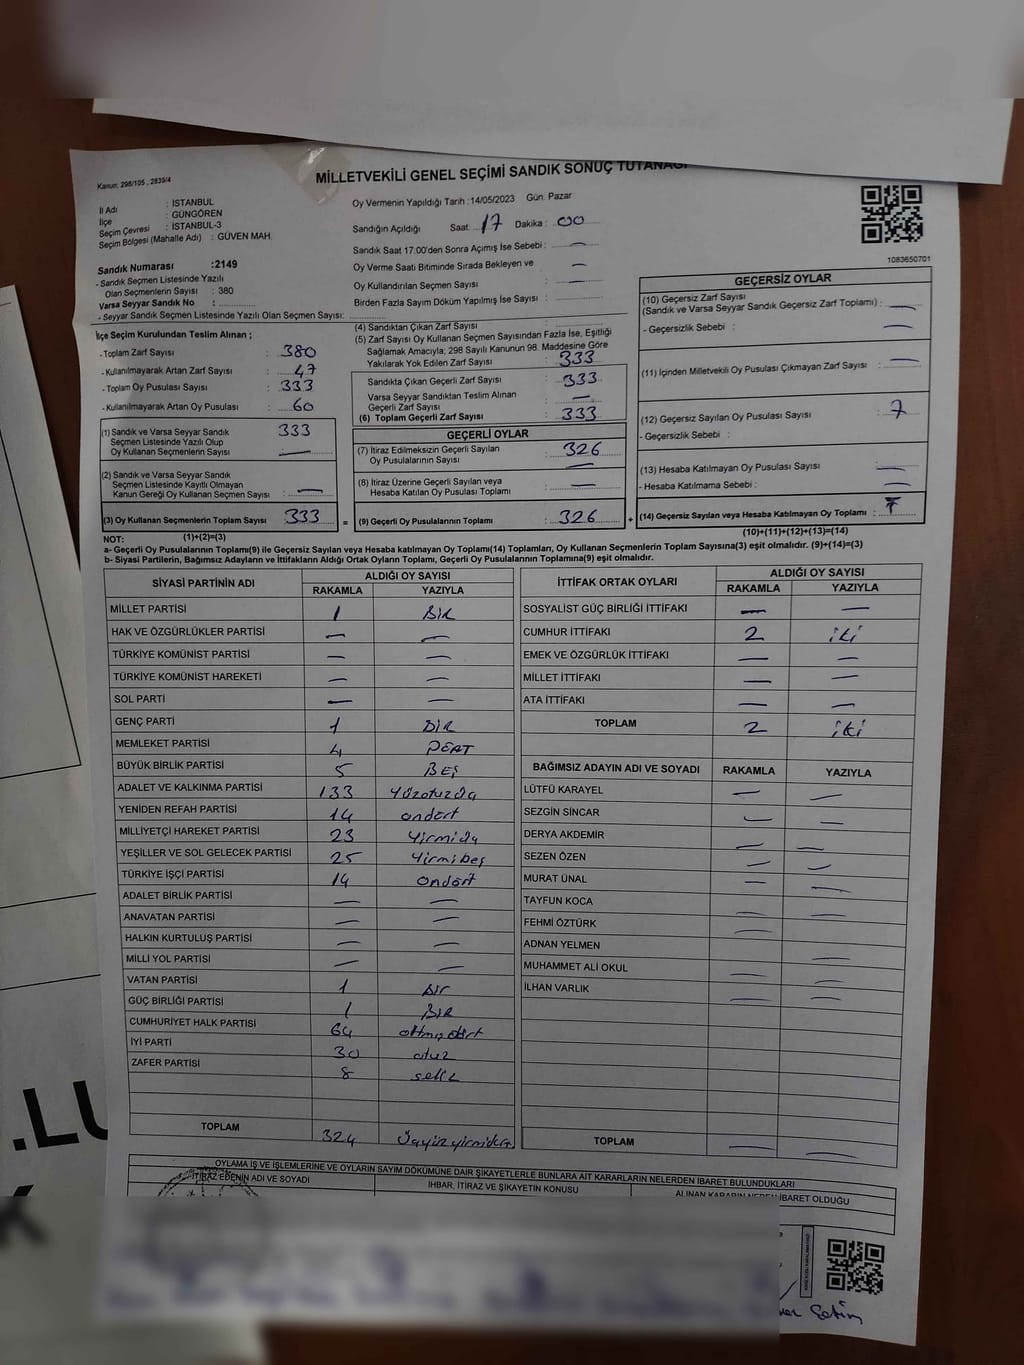 MİLLETVEKİLİ GENEL SEÇİMİ SANDIK SONUÇ TUTANAĞI
Kanun; 298/105 , 2839/4
İl Adı : İSTANBUL
İlçe : GÜNGÖREN
Seçim Çevresi : İSTANBUL-3
Seçim Bölgesi (Mahalle Adı) : GÜVEN MAH.
Oy Vermenin Yapıldığı Tarih :14/05/2023 Gün: Pazar
Sandığın Açıldığı Saat: 17 Dakika : 00
Sandık Saat 17:00'den Sonra Açımış İse Sebebi : —
Oy Verme Saati Bitiminde Sırada Bekleyen ve
Oy Kullandırılan Seçmen Sayısı : —
Birden Fazla Sayım Döküm Yapılmış İse Sayısı : —
1083650701
Sandık Numarası :2149
- Sandık Seçmen Listesinde Yazılı
Olan Seçmenlerin Sayısı : 380
Varsa Seyyar Sandık No :
- Seyyar Sandık Seçmen Listesinde Yazılı Olan Seçmen Sayısı:
İlçe Seçim Kurulundan Teslim Alınan ;
- Toplam Zarf Sayısı : 380
- Kullanılmayarak Artan Zarf Sayısı : 47
- Toplam Oy Pusulası Sayısı : 333
- Kullanılmayarak Artan Oy Pusulası : 60
(1) Sandık ve Varsa Seyyar Sandık
Seçmen Listesinde Yazılı Olup
Oy Kullanan Seçmenlerin Sayısı : 333
(2) Sandık ve Varsa Seyyar Sandık
Seçmen Listesinde Kayıtlı Olmayan
Kanun Gereği Oy Kullanan Seçmen Sayısı : —
(3) Oy Kullanan Seçmenlerin Toplam Sayısı : 333
(1)+(2)=(3)
(4) Sandıktan Çıkan Zarf Sayısı :
(5) Zarf Sayısı Oy Kullanan Seçmen Sayısından Fazla İse, Eşitliği
Sağlamak Amacıyla; 298 Sayılı Kanunun 98. Maddesine Göre
Yakılarak Yok Edilen Zarf Sayısı : 333
Sandıkta Çıkan Geçerli Zarf Sayısı : 333
Varsa Seyyar Sandıktan Teslim Alınan
Geçerli Zarf Sayısı : —
(6) Toplam Geçerli Zarf Sayısı : 333
GEÇERLİ OYLAR
(7) İtiraz Edilmeksizin Geçerli Sayılan
Oy Pusulalarının Sayısı : 326
(8) İtiraz Üzerine Geçerli Sayılan veya
Hesaba Katılan Oy Pusulası Toplamı : —
= (9) Geçerli Oy Pusulalarının Toplamı : 326
GEÇERSİZ OYLAR
(10) Geçersiz Zarf Sayısı
(Sandık ve Varsa Seyyar Sandık Geçersiz Zarf Toplamı) : —
- Geçersizlik Sebebi : —
(11) İçinden Milletvekili Oy Pusulası Çıkmayan Zarf Sayısı : —
(12) Geçersiz Sayılan Oy Pusulası Sayısı : 7
- Geçersizlik Sebebi :
(13) Hesaba Katılmayan Oy Pusulası Sayısı : —
- Hesaba Katılmama Sebebi : —
+ (14) Geçersiz Sayılan veya Hesaba Katılmayan Oy Toplamı : 7
(10)+(11)+(12)+(13)=(14)
NOT:
a- Geçerli Oy Pusulalarının Toplamı(9) ile Geçersiz Sayılan veya Hesaba katılmayan Oy Toplamı(14) Toplamları, Oy Kullanan Seçmenlerin Toplam Sayısına(3) eşit olmalıdır. (9)+(14)=(3)
b- Siyasi Partilerin, Bağımsız Adayların ve İttifakların Aldığı Ortak Oyların Toplamı, Geçerli Oy Pusulalarının Toplamına(9) eşit olmalıdır.
SİYASİ PARTİNİN ADI ALDIĞI OY SAYISI
RAKAMLA YAZIYLA
MİLLET PARTİSİ 1 BİR
HAK VE ÖZGÜRLÜKLER PARTİSİ — —
TÜRKİYE KOMÜNİST PARTİSİ — —
TÜRKİYE KOMÜNİST HAREKETİ — —
SOL PARTİ — —
GENÇ PARTİ 1 BİR
MEMLEKET PARTİSİ 4 DÖRT
BÜYÜK BİRLİK PARTİSİ 5 BEŞ
ADALET VE KALKINMA PARTİSİ 133 Yüzotuzüç
YENİDEN REFAH PARTİSİ 14 ondört
MİLLİYETÇİ HAREKET PARTİSİ 23 Yirmiüç
YEŞİLLER VE SOL GELECEK PARTİSİ 25 Yirmibeş
TÜRKİYE İŞÇİ PARTİSİ 14 ondört
ADALET BİRLİK PARTİSİ — —
ANAVATAN PARTİSİ — —
HALKIN KURTULUŞ PARTİSİ — —
MİLLİ YOL PARTİSİ — —
VATAN PARTİSİ 1 Bir
GÜÇ BİRLİĞİ PARTİSİ 1 BİR
CUMHURİYET HALK PARTİSİ 64 altmışdört
İYİ PARTİ 30 otuz
ZAFER PARTİSİ 8 sekiz
TOPLAM 324 üçyüzyirmidört
İTTİFAK ORTAK OYLARI ALDIĞI OY SAYISI
RAKAMLA YAZIYLA
SOSYALİST GÜÇ BİRLİĞİ İTTİFAKI — —
CUMHUR İTTİFAKI 2 iki
EMEK VE ÖZGÜRLÜK İTTİFAKI — —
MİLLET İTTİFAKI — —
ATA İTTİFAKI — —
TOPLAM 2 iki
BAĞIMSIZ ADAYIN ADI VE SOYADI RAKAMLA YAZIYLA
LÜTFÜ KARAYEL — —
SEZGİN SİNCAR — —
DERYA AKDEMİR — —
SEZEN ÖZEN — —
MURAT ÜNAL — —
TAYFUN KOCA — —
FEHMİ ÖZTÜRK —
ADNAN YELMEN —
MUHAMMET ALİ OKUL — —
İLHAN VARLIK — —
TOPLAM — —
OYLAMA İŞ VE İŞLEMLERİNE VE OYLARIN SAYIM DÖKÜMÜNE DAİR ŞİKAYETLERLE BUNLARA AİT KARARLARIN NELERDEN İBARET BULUNDUKLARI
İTİRAZ EDENİN ADI VE SOYADI İHBAR, İTİRAZ VE ŞİKAYETİN KONUSU ALINAN KARARIN NEDEN İBARET OLDUĞU
.LU
K